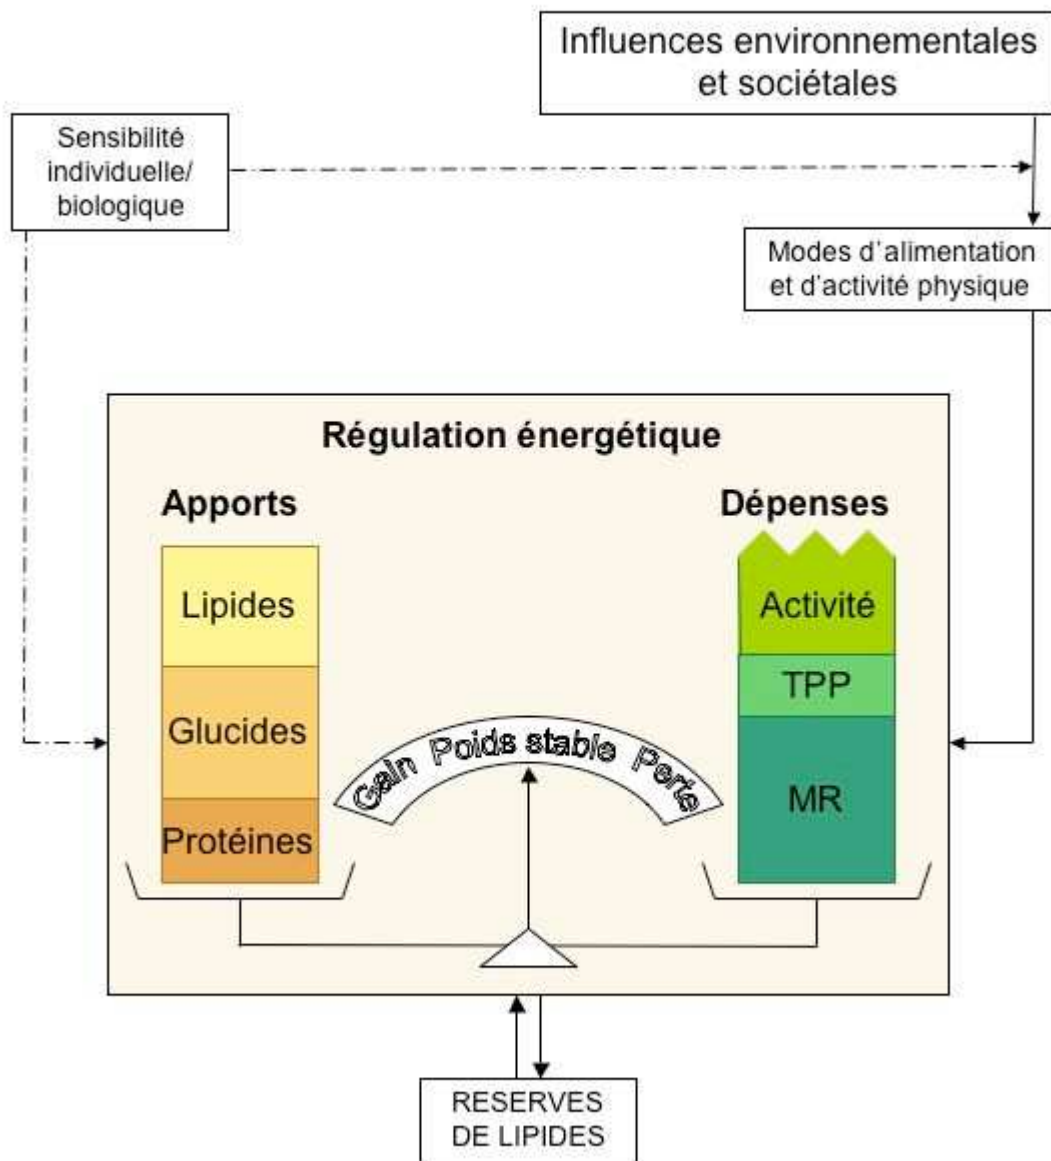 Influences environnementales
et sociétales
Sensibilité
individuelle/
biologique
Modes d'alimentation
et d'activité physique
Régulation énergétique
Apports
Dépenses
Lipides
Glucides
Protéines
Activité
TPP
MR
Gain Poids stable Perte
RESERVES
DE LIPIDES